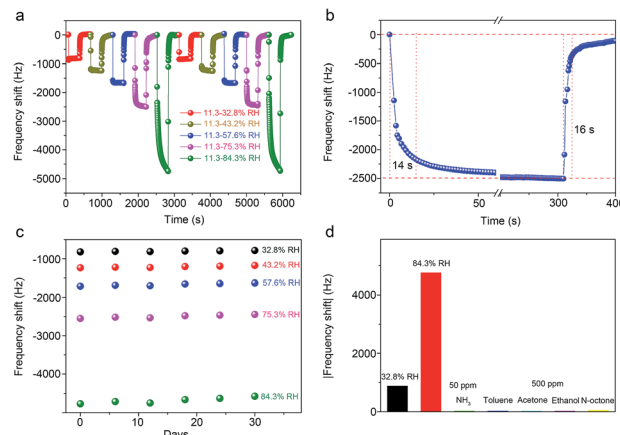 a
Frequency shift (Hz)
0
-1000
-2000
-3000
-4000
-5000
11.3-32.8% RH
11.3-43.2% RH
11.3-57.6% RH
11.3-75.3% RH
11.3-84.3% RH
0 1000 2000 3000 4000 5000 6000
Time (s)
b
Frequency shift (Hz)
0
-500
-1000
-1500
-2000
-2500
14 s
16 s
0 50 300 400
Time (s)
c
Frequency shift (Hz)
-1000
-2000
-3000
-4000
32.8% RH
43.2% RH
57.6% RH
75.3% RH
84.3% RH
0 10 20 30
Days
d
|Frequency shift| (Hz)
4000
2000
0
84.3% RH
32.8% RH
50 ppm 500 ppm
NH3 Toluene Acetone Ethanol N-octone